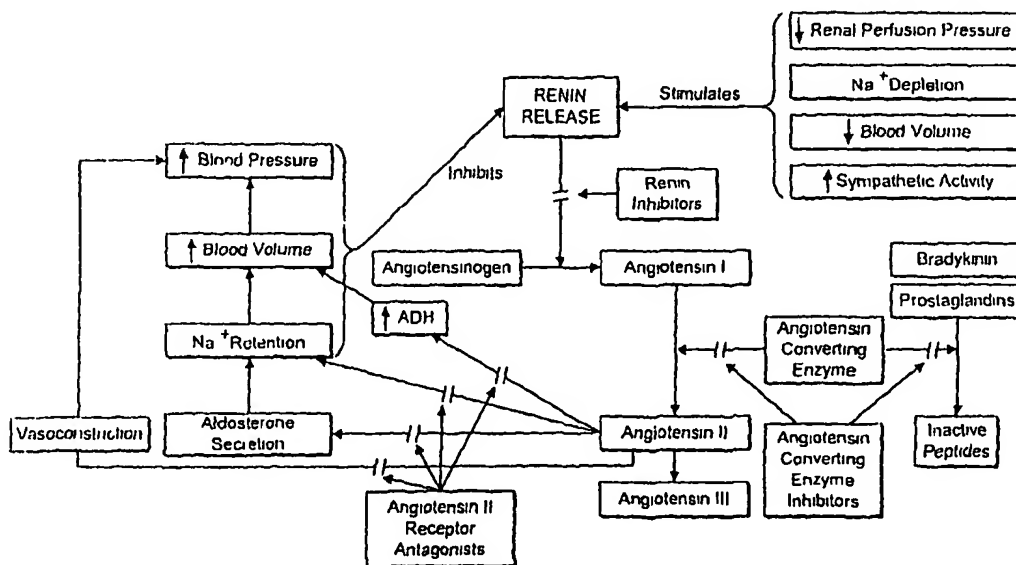 ↓ Renal Perfusion Pressure
Na + Depletion
↓ Blood Volume
↑ Sympathetic Activity
Stimulates
RENIN
RELEASE
Inhibits
Renin
Inhibitors
↑ Blood Pressure
↑ Blood Volume
Na + Retention
Aldosterone
Secretion
Vasoconstriction
Angiotensinogen
Angiotensin I
↑ ADH
Bradykinin
Prostaglandins
Angiotensin
Converting
Enzyme
Angiotensin II
Angiotensin III
Angiotensin
Converting
Enzyme
Inhibitors
Inactive
Peptides
Angiotensin II
Receptor
Antagonists